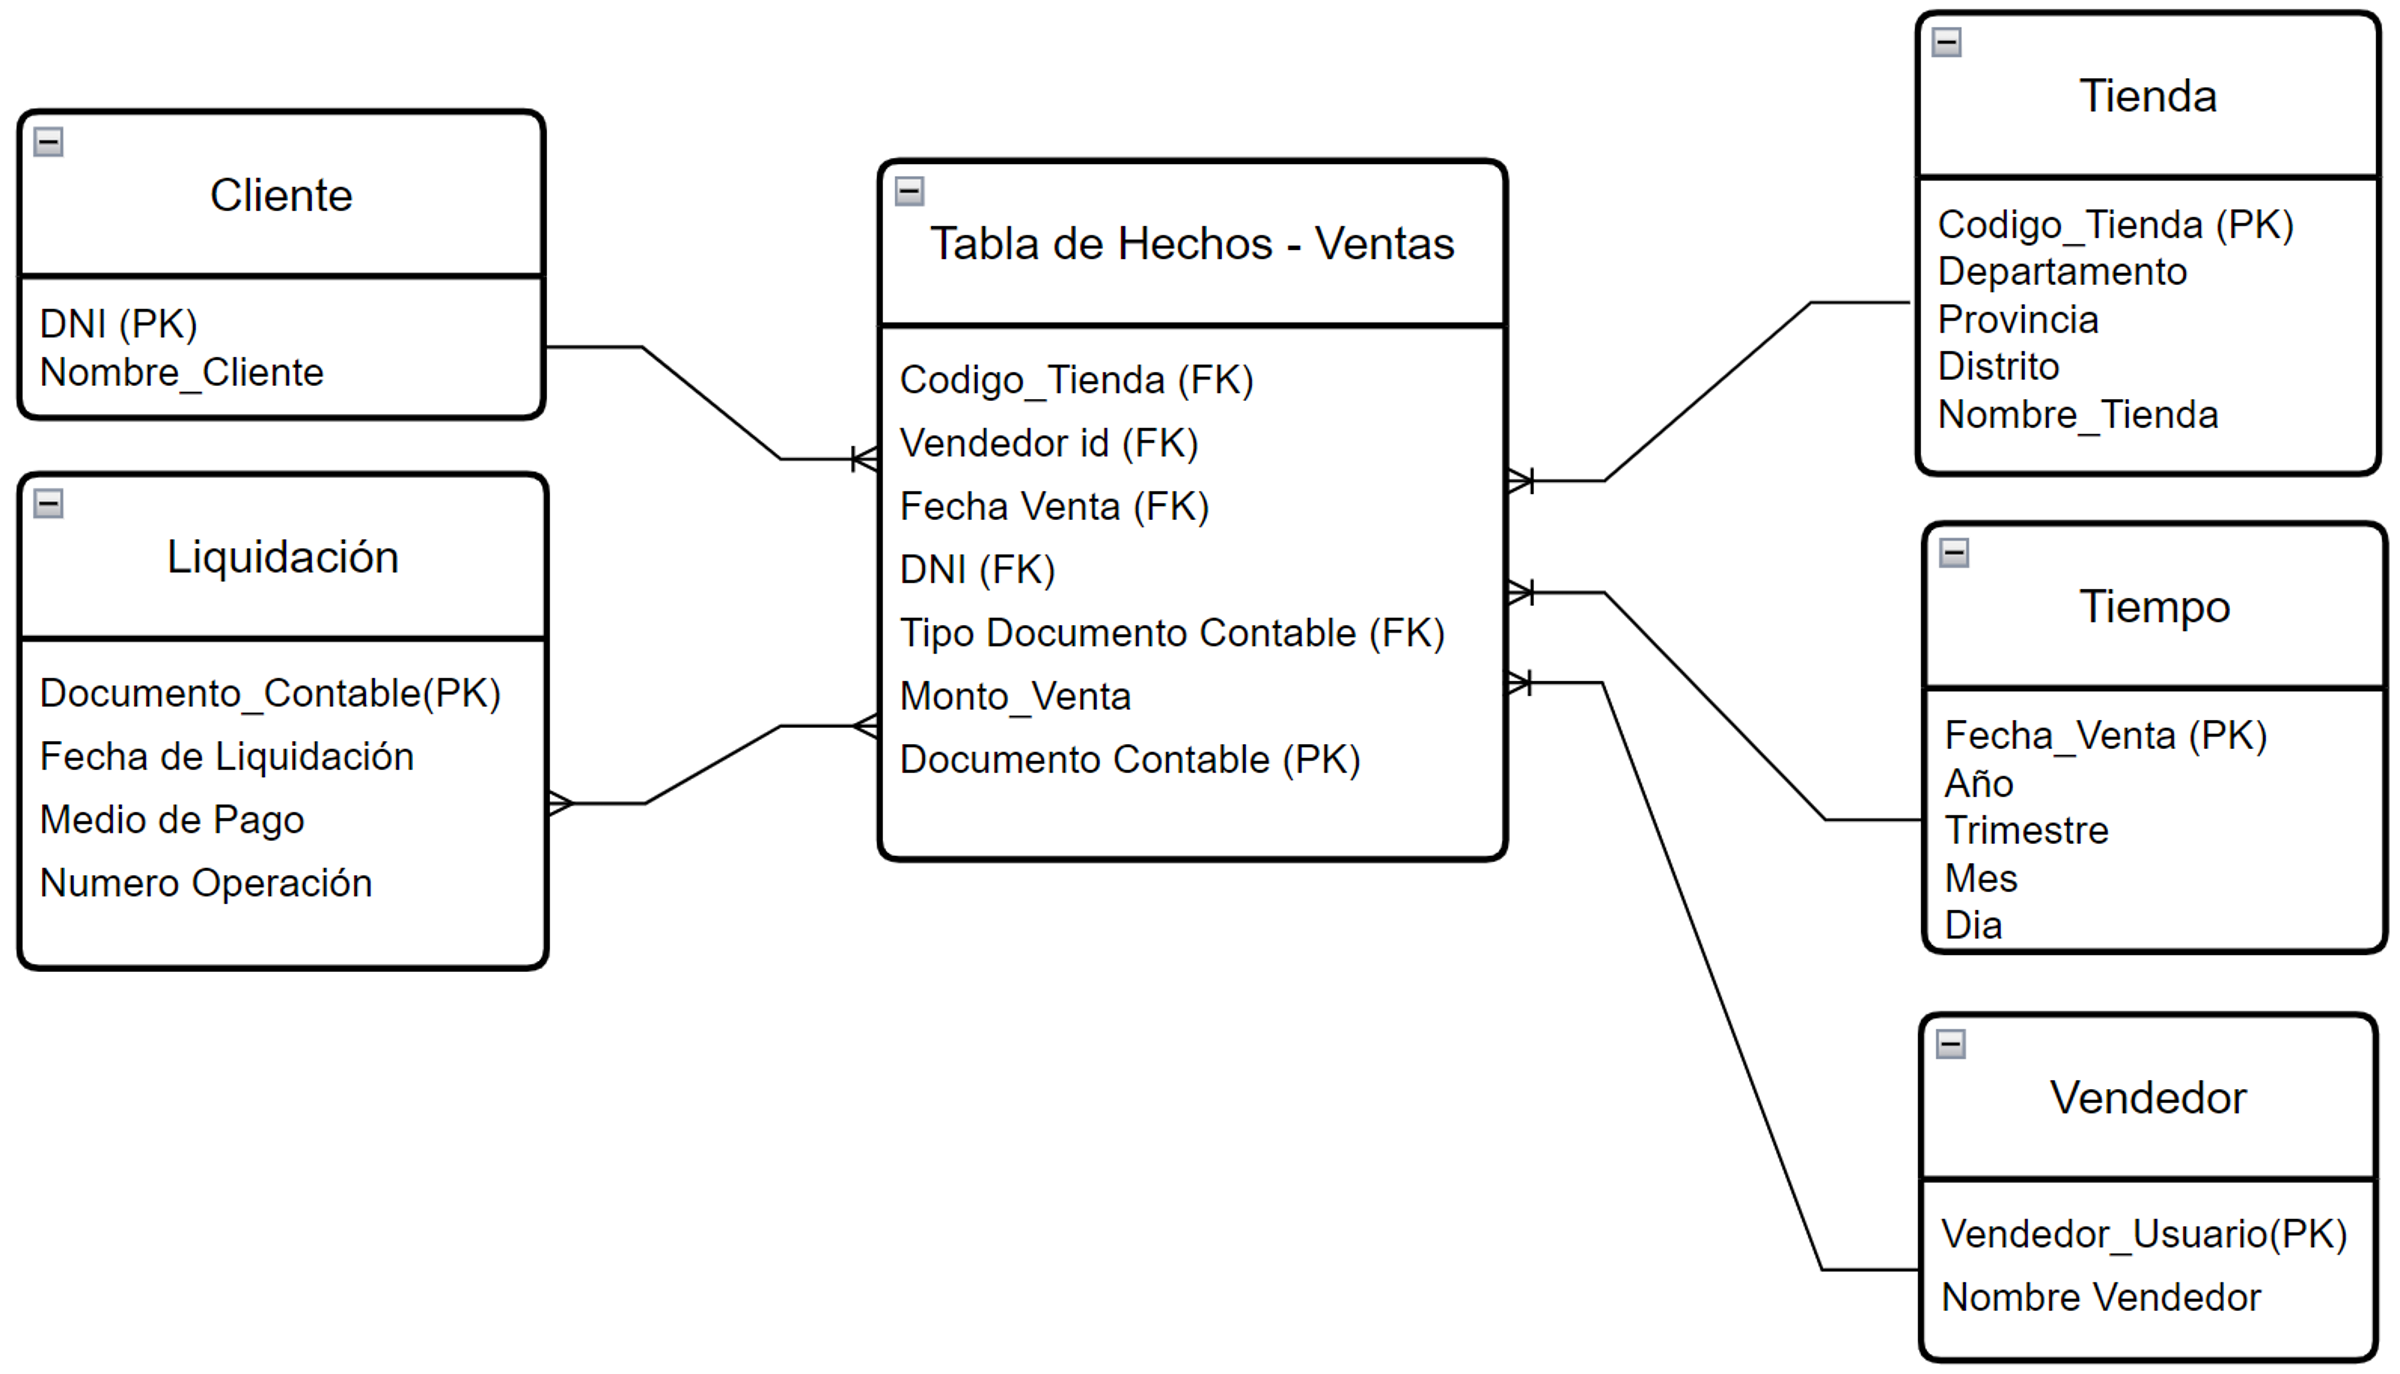 Cliente
DNI (PK)
Nombre_Cliente
Liquidación
Documento_Contable(PK)
Fecha de Liquidación
Medio de Pago
Numero Operación
Tabla de Hechos - Ventas
Codigo_Tienda (FK)
Vendedor id (FK)
Fecha Venta (FK)
DNI (FK)
Tipo Documento Contable (FK)
Monto_Venta
Documento Contable (PK)
Tienda
Codigo_Tienda (PK)
Departamento
Provincia
Distrito
Nombre_Tienda
Tiempo
Fecha_Venta (PK)
Año
Trimestre
Mes
Dia
Vendedor
Vendedor_Usuario(PK)
Nombre Vendedor